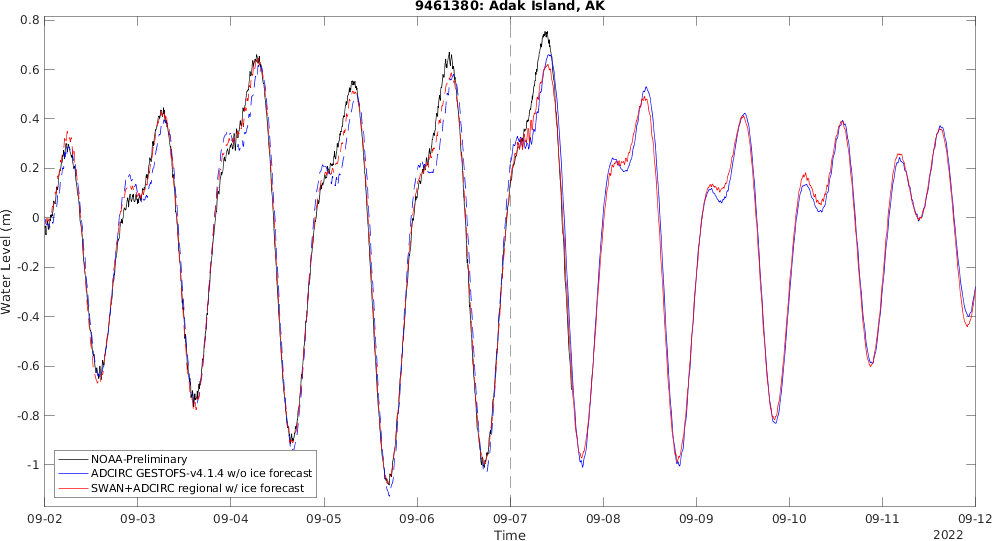 9461380: Adak Island, AK
Water Level (m)
0.8
0.6
0.4
0.2
0
-0.2
-0.4
-0.6
-0.8
-1
NOAA-Preliminary
ADCIRC GESTOFS-v4.1.4 w/o ice forecast
SWAN+ADCIRC regional w/ ice forecast
09-02 09-03 09-04 09-05 09-06 09-07 09-08 09-09 09-10 09-11 09-12
Time
2022